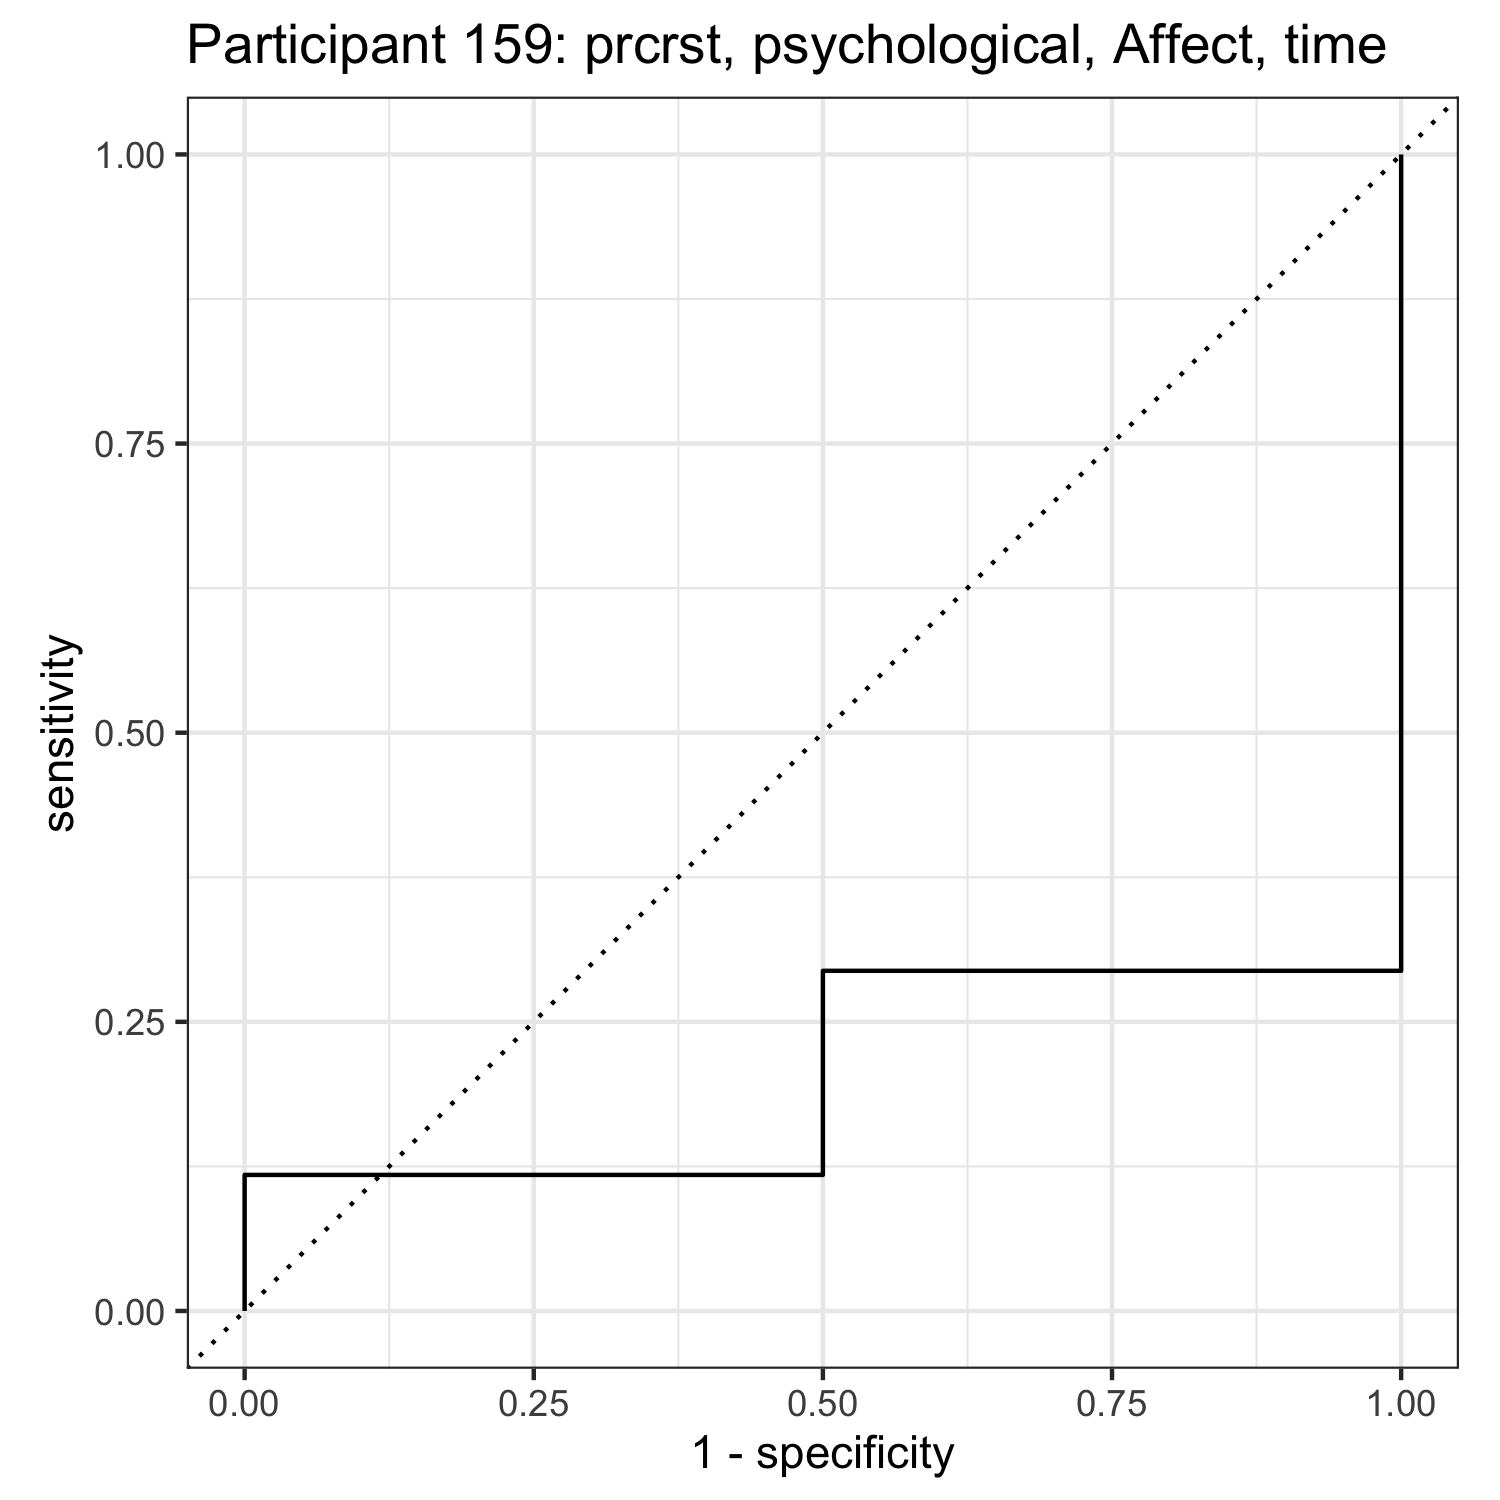 Participant 159: prcrst, psychological, Affect, time
1.00
0.75
0.50
0.25
0.00
sensitivity
0.00 0.25 0.50 0.75 1.00
1 - specificity